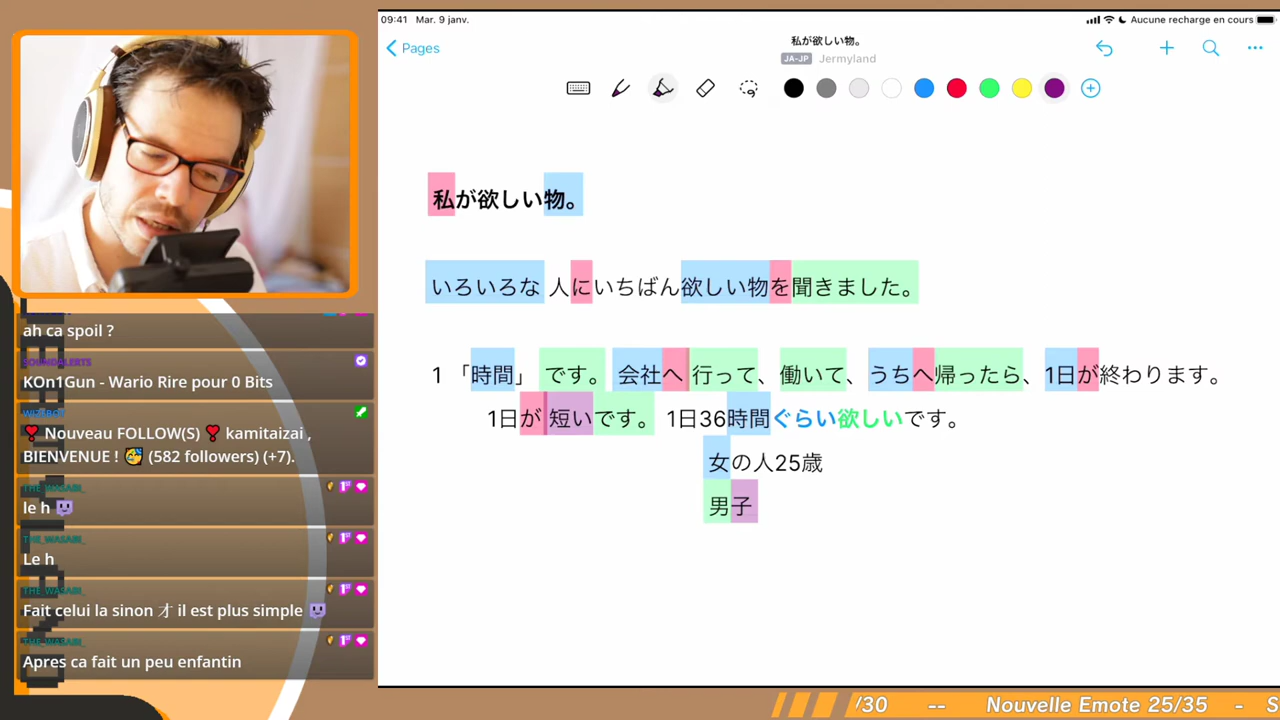 09:41 Mar. 9 janv.
Aucune recharge en cours
Pages
私が欲しい物。
JA-JP Jermyland
私が欲しい物。
いろいろな 人にいちばん欲しい物を聞きました。
1 「時間」 です。 会社へ 行って、働いて、うちへ帰ったら、1日が終わります。
1日が 短いです。 1日36時間ぐらい欲しいです。
女の人25歳
男子
ah ca spoil ?
SOUNDALERTS
KOn1Gun - Wario Rire pour 0 Bits
WIZEBOT
Nouveau FOLLOW(S) kamitaizai ,
BIENVENUE ! (582 followers) (+7).
THE_WASABI_
le h
THE_WASABI_
Le h
THE_WASABI_
Fait celui la sinon 才 il est plus simple
THE_WASABI_
Apres ca fait un peu enfantin
/30 -- Nouvelle Emote 25/35 - S